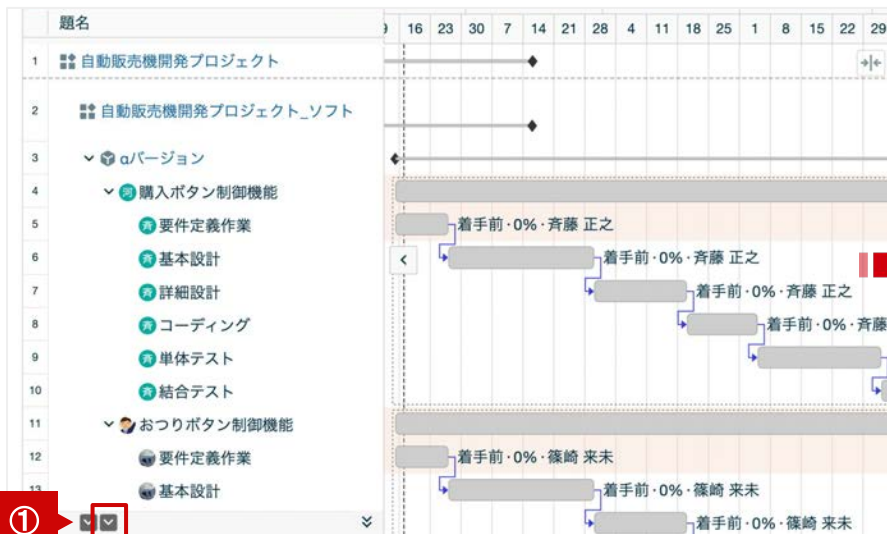 題名
16 23 30 7 14 21 28 4 11 18 25 1 8 15 22 29
1 自動販売機開発プロジェクト
2 自動販売機開発プロジェクト_ソフト
3 αバージョン
4 河 購入ボタン制御機能
5 斉 要件定義作業 着手前・0%・斉藤 正之
6 斉 基本設計 着手前・0%・斉藤 正之
7 斉 詳細設計 着手前・0%・斉藤 正之
8 斉 コーディング 着手前・0%・斉藤
9 斉 単体テスト
10 斉 結合テスト
11 おつりボタン制御機能
12 要件定義作業 着手前・0%・篠崎 来未
13 基本設計 着手前・0%・篠崎 来未
① 着手前・0%・篠崎 来未